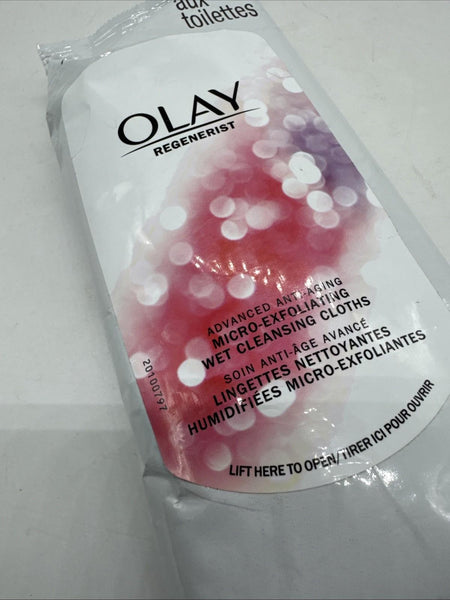 aux
toilettes
OLAY
REGENERIST
ADVANCED ANTI-AGING
MICRO-EXFOLIATING
WET CLEANSING CLOTHS
SOIN ANTI-ÂGE AVANCÉ
LINGETTES NETTOYANTES
HUMIDIFIÉES MICRO-EXFOLIANTES
20100797
LIFT HERE TO OPEN/TIRER ICI POUR OUVRIR